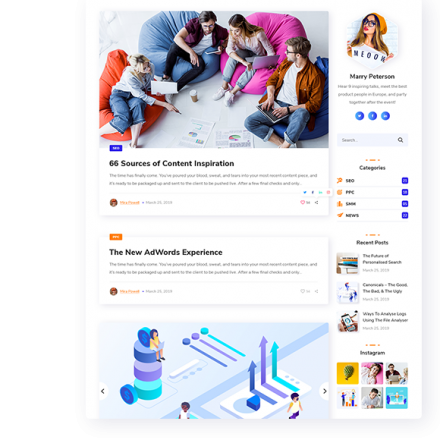 SEO
66 Sources of Content Inspiration
The time has finally come. You've poured your blood, sweat, and tears into your most recent content piece, and
it's ready to be packaged up and sent to the client to be pushed live. After a few final checks and only...
March 25, 2019
PPC
The New AdWords Experience
The time has finally come. You've poured your blood, sweat, and tears into your most recent content piece, and
it's ready to be packaged up and sent to the client to be pushed live. After a few final checks and only...
March 25, 2019
MEOOW
Marry Peterson
Hear 9 inspiring talks, meet the best
product people in Europe, and party
together after the event!
Search...
Categories
SEO
PPC
SMM
NEWS
Recent Posts
The Future of
Personalised Search
March 25, 2019
Canonicals – The Good,
The Bad, & The Ugly
March 25, 2019
Ways To Analyse Logs
Using The File Analyser
March 25, 2019
Instagram